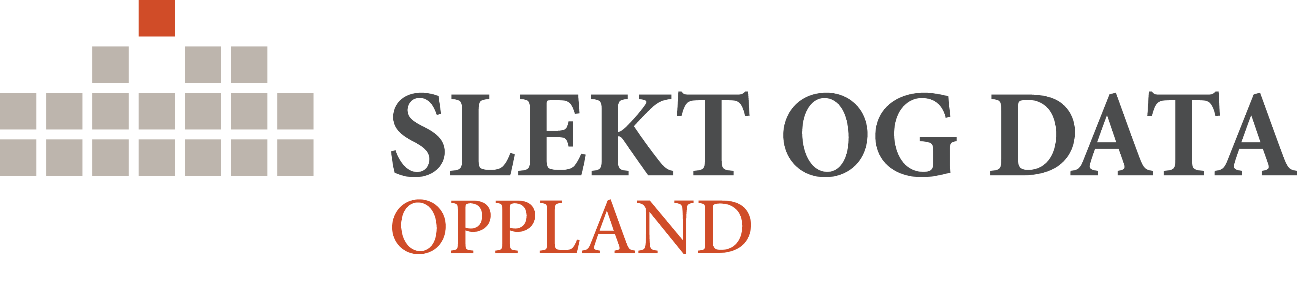 SLEKT OG DATA
OPPLAND